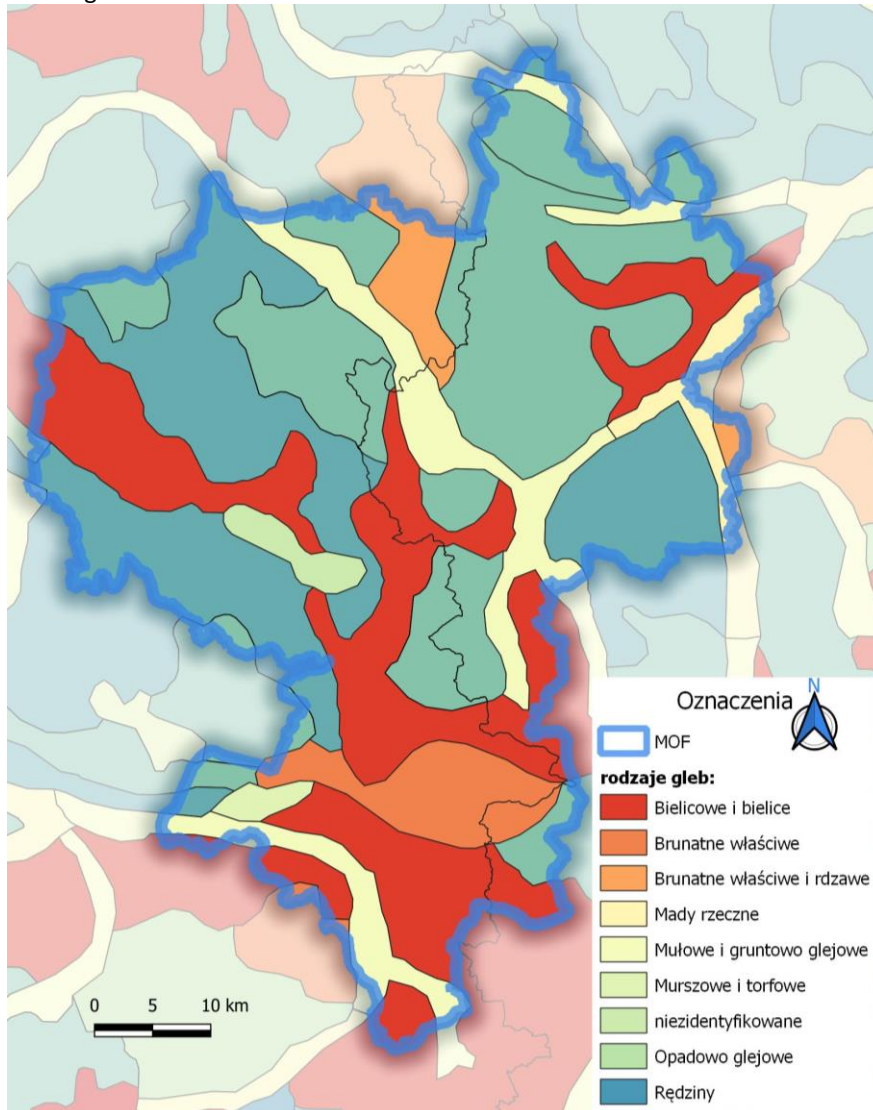 Oznaczenia
N
MOF
rodzaje gleb:
Bielicowe i bielice
Brunatne właściwe
Brunatne właściwe i rdzawe
Mady rzeczne
Mułowe i gruntowo glejowe
Murszowe i torfowe
niezidentyfikowane
Opadowo glejowe
Rędziny
0 5 10 km